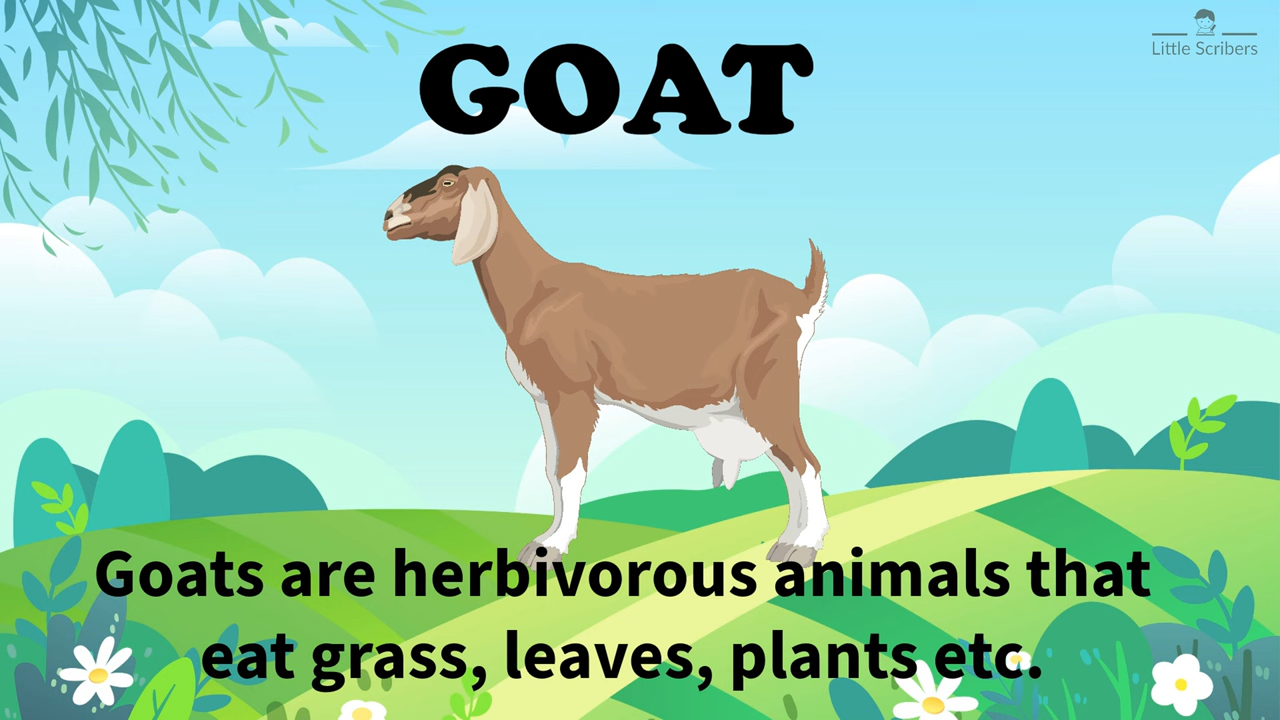 Little Scribers
GOAT
Goats are herbivorous animals that
eat grass, leaves, plants etc.